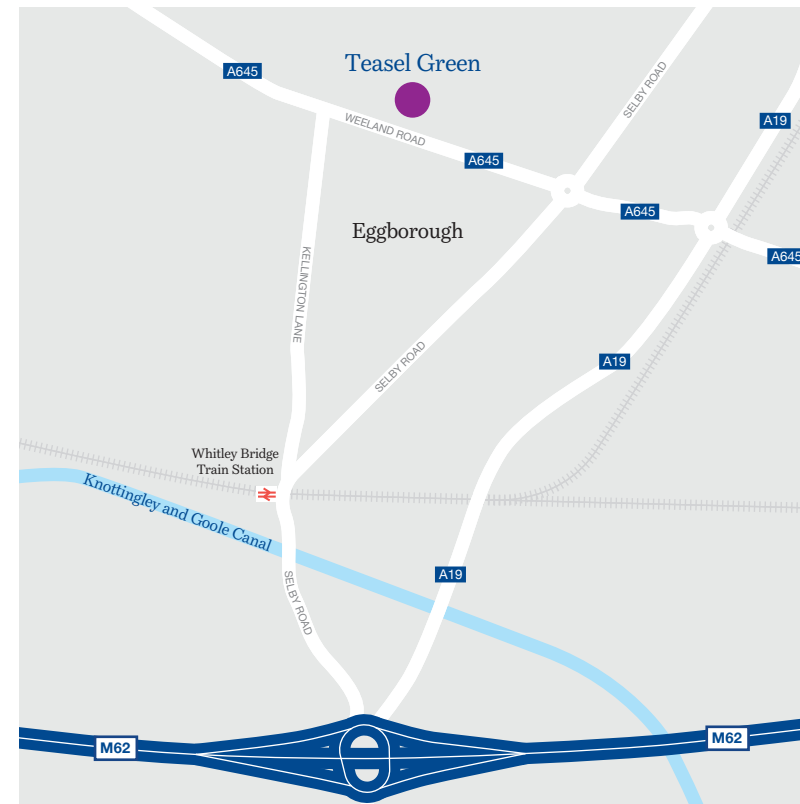 Teasel Green
A645
SELBY ROAD
A19
WEELAND ROAD
A645
A645
Eggborough
A645
KELLINGTON LANE
SELBY ROAD
A19
Whitley Bridge
Train Station
Knottingley and Goole Canal
A19
SELBY ROAD
M62
M62